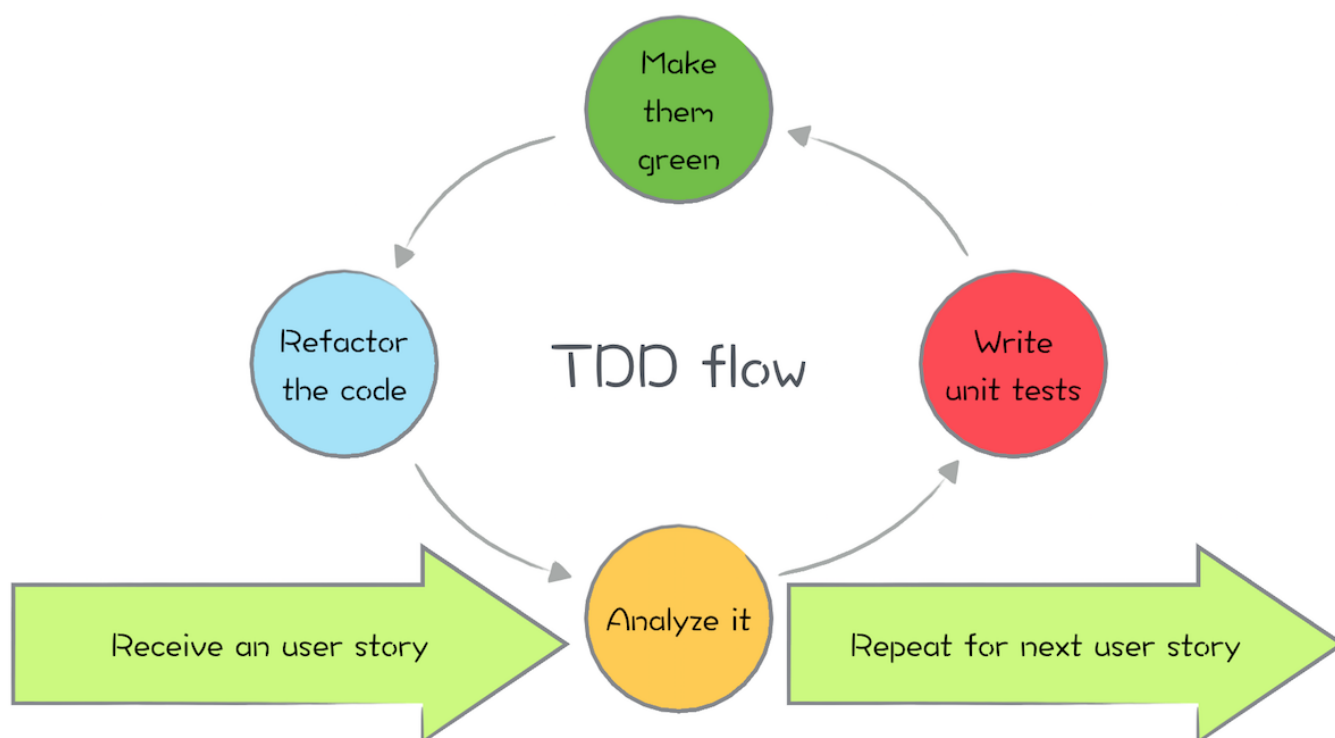 Make
them
green
Refactor
the code
TDD flow
Write
unit tests
Analyze it
Receive an user story
Repeat for next user story